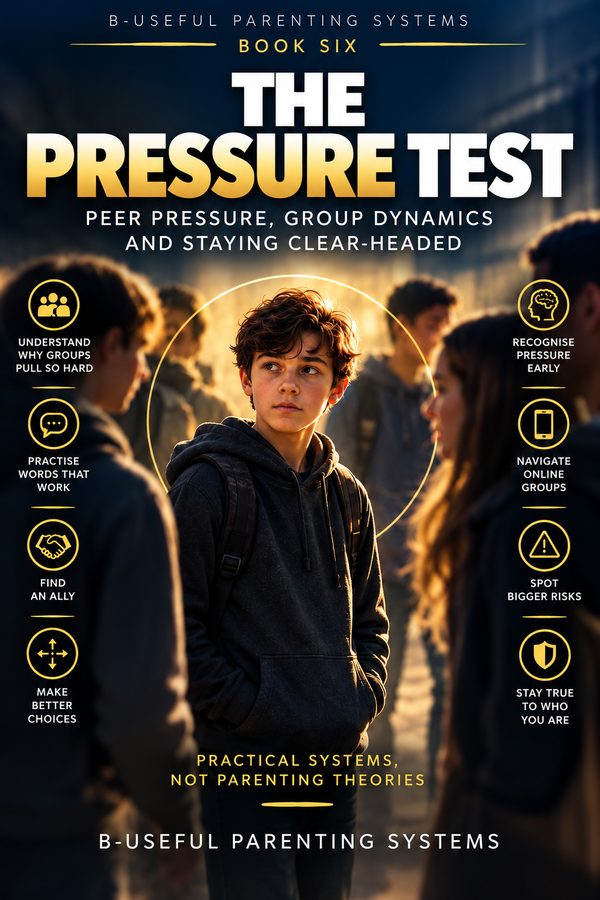 B-USEFUL PARENTING SYSTEMS
BOOK SIX
THE
PRESSURE TEST
PEER PRESSURE, GROUP DYNAMICS
AND STAYING CLEAR-HEADED
UNDERSTAND
WHY GROUPS
PULL SO HARD
PRACTISE
WORDS THAT
WORK
FIND
AN ALLY
MAKE
BETTER
CHOICES
RECOGNISE
PRESSURE
EARLY
NAVIGATE
ONLINE
GROUPS
SPOT
BIGGER RISKS
STAY TRUE
TO WHO
YOU ARE
PRACTICAL SYSTEMS,
NOT PARENTING THEORIES
B-USEFUL PARENTING SYSTEMS